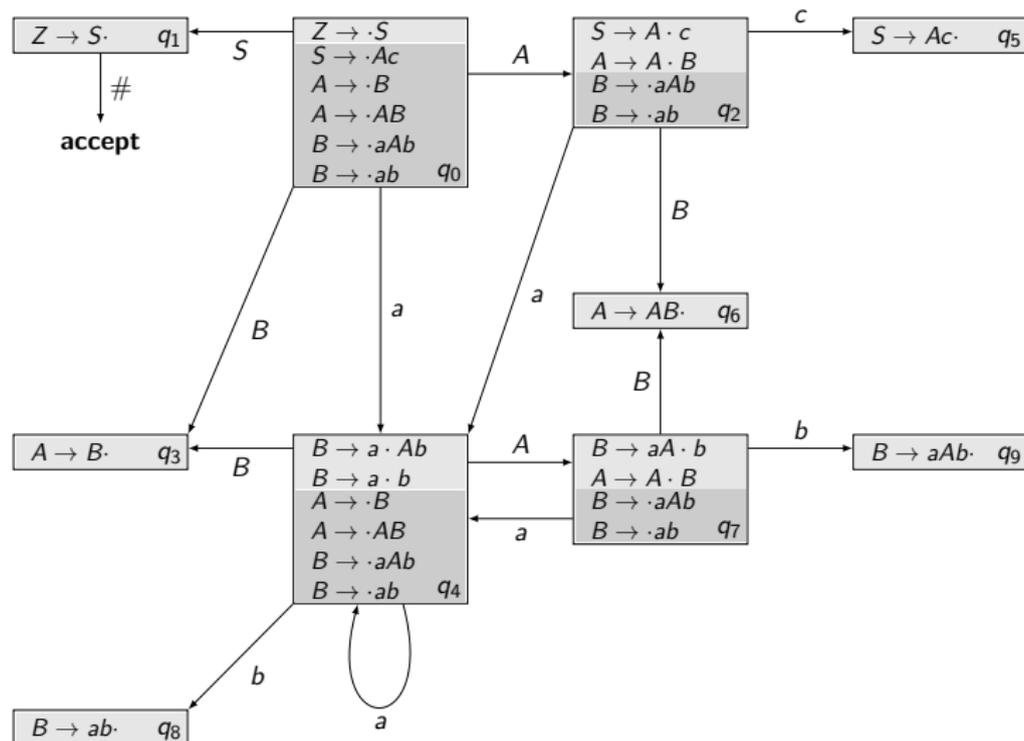 Z → S· q₁
S
Z → ·S
S → ·Ac
A → ·B
A → ·AB
B → ·aAb
B → ·ab q₀
A
S → A · c
A → A · B
B → ·aAb
B → ·ab q₂
c
S → Ac· q₅
#
accept
B
a
a
B
A → AB· q₆
B
A → B· q₃
B
B → a · Ab
B → a · b
A → ·B
A → ·AB
B → ·aAb
B → ·ab q₄
A
a
B → aA · b
A → A · B
B → ·aAb
B → ·ab q₇
b
B → aAb· q₉
b
a
B → ab· q₈